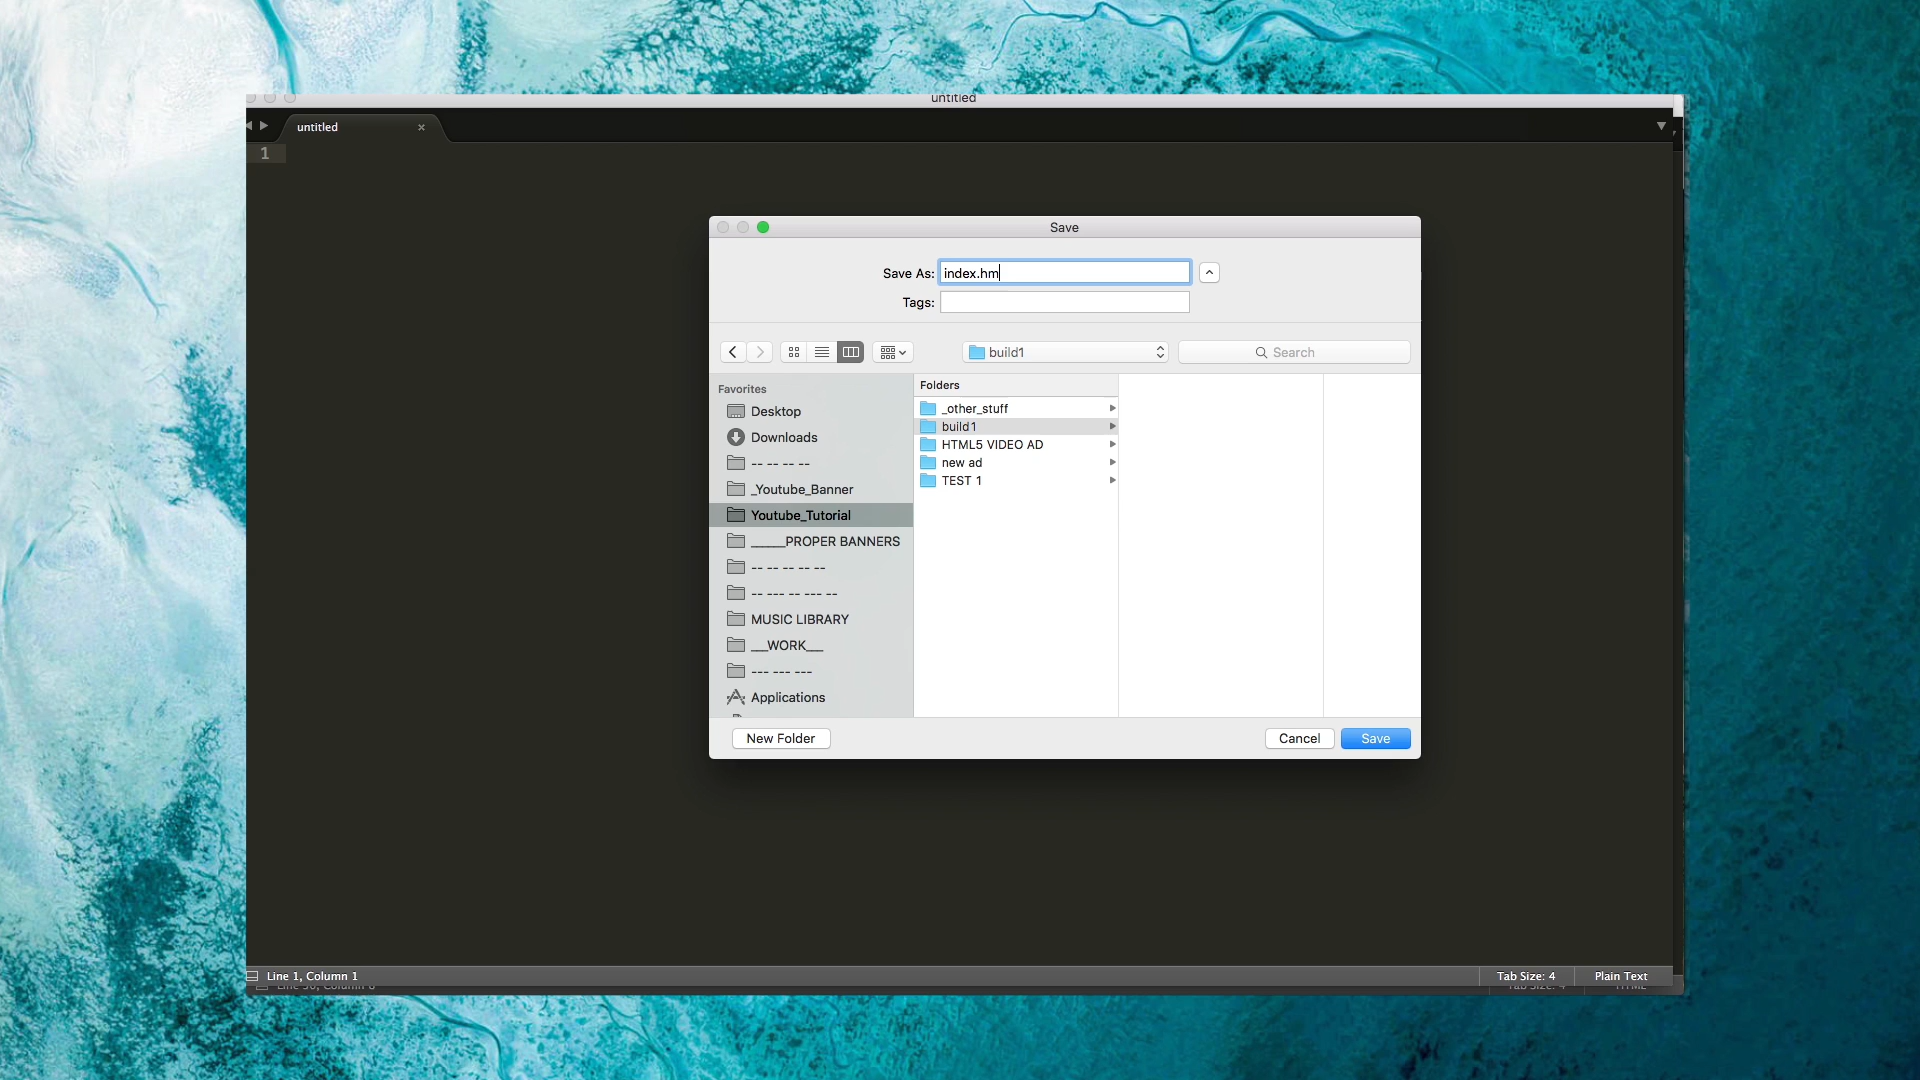 untitled
untitled
1
Save
Save As: index.hm
Tags:
build1
Search
Favorites
Desktop
Downloads
-- -- -- --
_Youtube_Banner
Youtube_Tutorial
______PROPER BANNERS
-- -- -- -- --
-- --- -- --- --
MUSIC LIBRARY
___WORK___
--- --- ---
Applications
Folders
_other_stuff
build1
HTML5 VIDEO AD
new ad
TEST 1
New Folder
Cancel
Save
Line 1, Column 1
Tab Size: 4
Plain Text